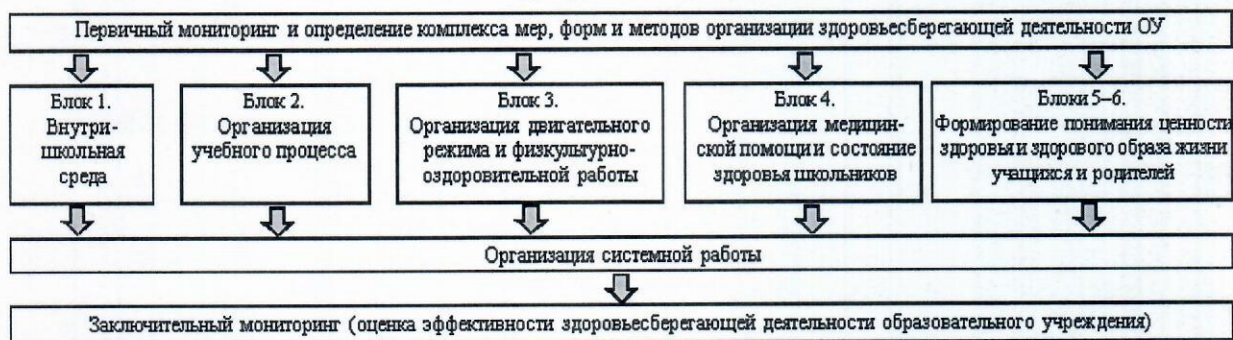 Первичный мониторинг и определение комплекса мер, форм и методов организации здоровьесберегающей деятельности ОУ
Блок 1.
Внутри-
школьная
среда
Блок 2.
Организация
учебного процесса
Блок 3.
Организация двигательного
режима и физкультурно-
оздоровительной работы
Блок 4.
Организация медицин-
ской помощи и состояние
здоровья школьников
Блоки 5–6.
Формирование понимания ценности
здоровья и здорового образа жизни
учащихся и родителей
Организация системной работы
Заключительный мониторинг (оценка эффективности здоровьесберегающей деятельности образовательного учреждения)